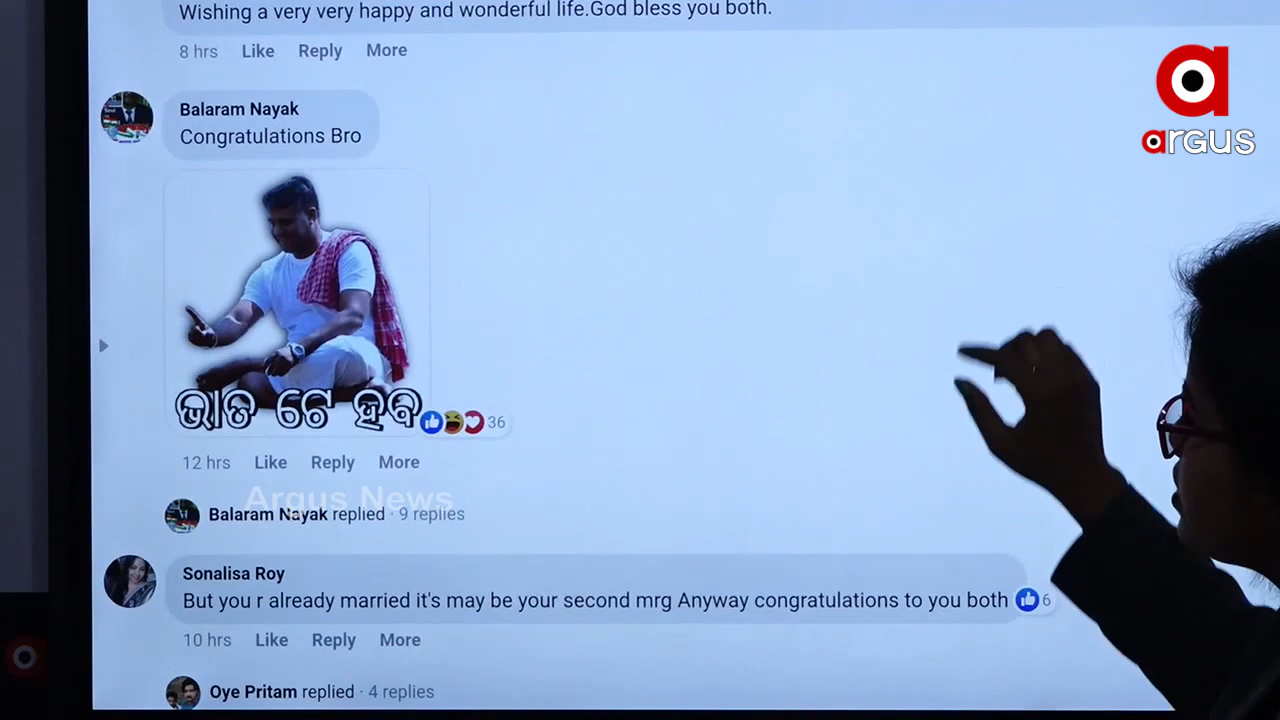 Wishing a very very happy and wonderful life.God bless you both.
8 hrs Like Reply More
argus
Balaram Nayak
Congratulations Bro
ଭାତ ଟେ ହବ
36
12 hrs Like Reply More
Argus News
Balaram Nayak replied · 9 replies
Sonalisa Roy
But you r already married it's may be your second mrg Anyway congratulations to you both 6
10 hrs Like Reply More
Oye Pritam replied · 4 replies